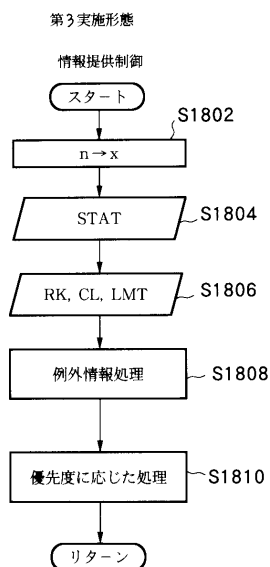 第3実施形態
情報提供制御
スタート
S1802
n→x
STAT
S1804
RK, CL, LMT
S1806
例外情報処理
S1808
優先度に応じた処理
S1810
リターン